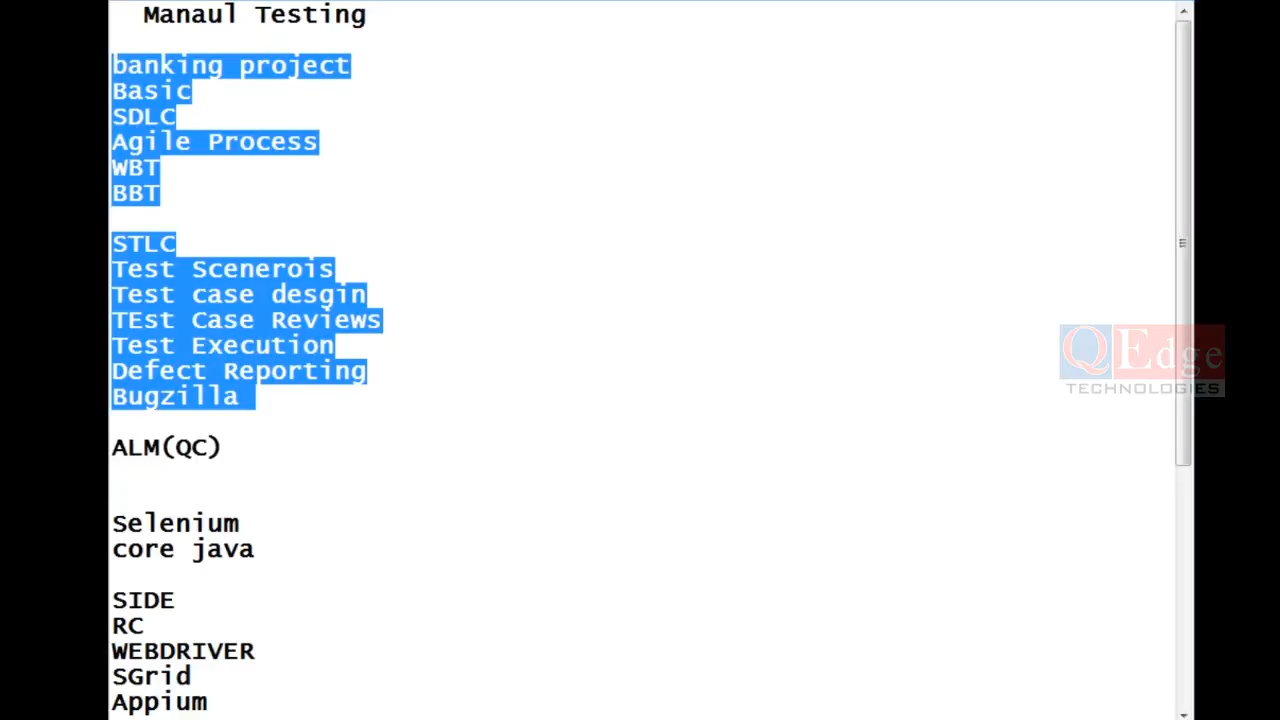 Manaul Testing
banking project
Basic
SDLC
Agile Process
WBT
BBT
STLC
Test Scenerois
Test case desgin
TEst Case Reviews
Test Execution
Defect Reporting
Bugzilla
ALM(QC)
Selenium
core java
SIDE
RC
WEBDRIVER
SGrid
Appium
QEdge
TECHNOLOGIES